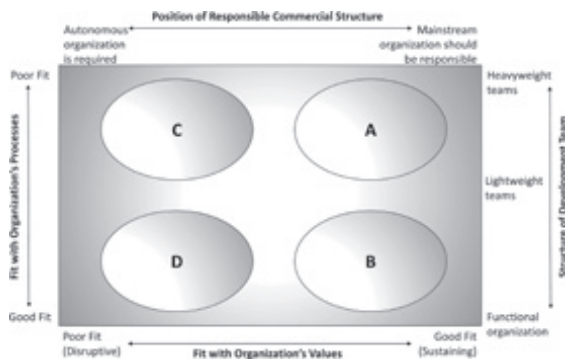 Position of Responsible Commercial Structure
Autonomous
organization
is required
Mainstream
organization should
be responsible
Poor Fit
Heavyweight
teams
C
A
Fit with Organization's Processes
Lightweight
teams
Structure of Development Team
D
B
Good Fit
Functional
organization
Poor Fit
(Disruptive)
Good Fit
(Sustaining)
Fit with Organization's Values